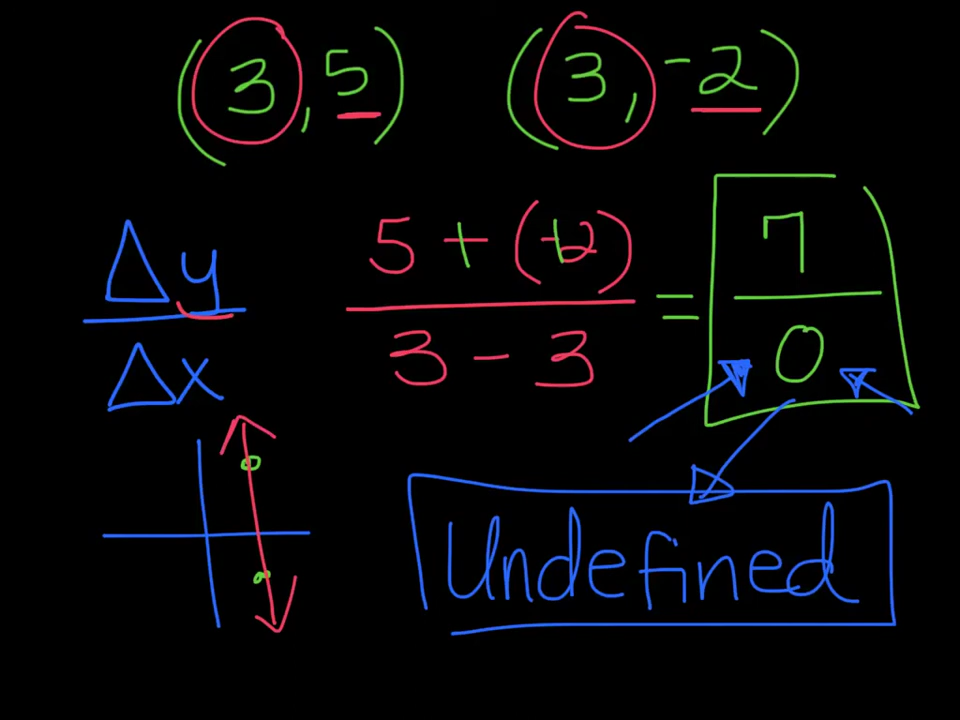 (3, 5) (3, -2)
Δy
Δx
5 + (+2)
3 - 3
=
7
0
Undefined